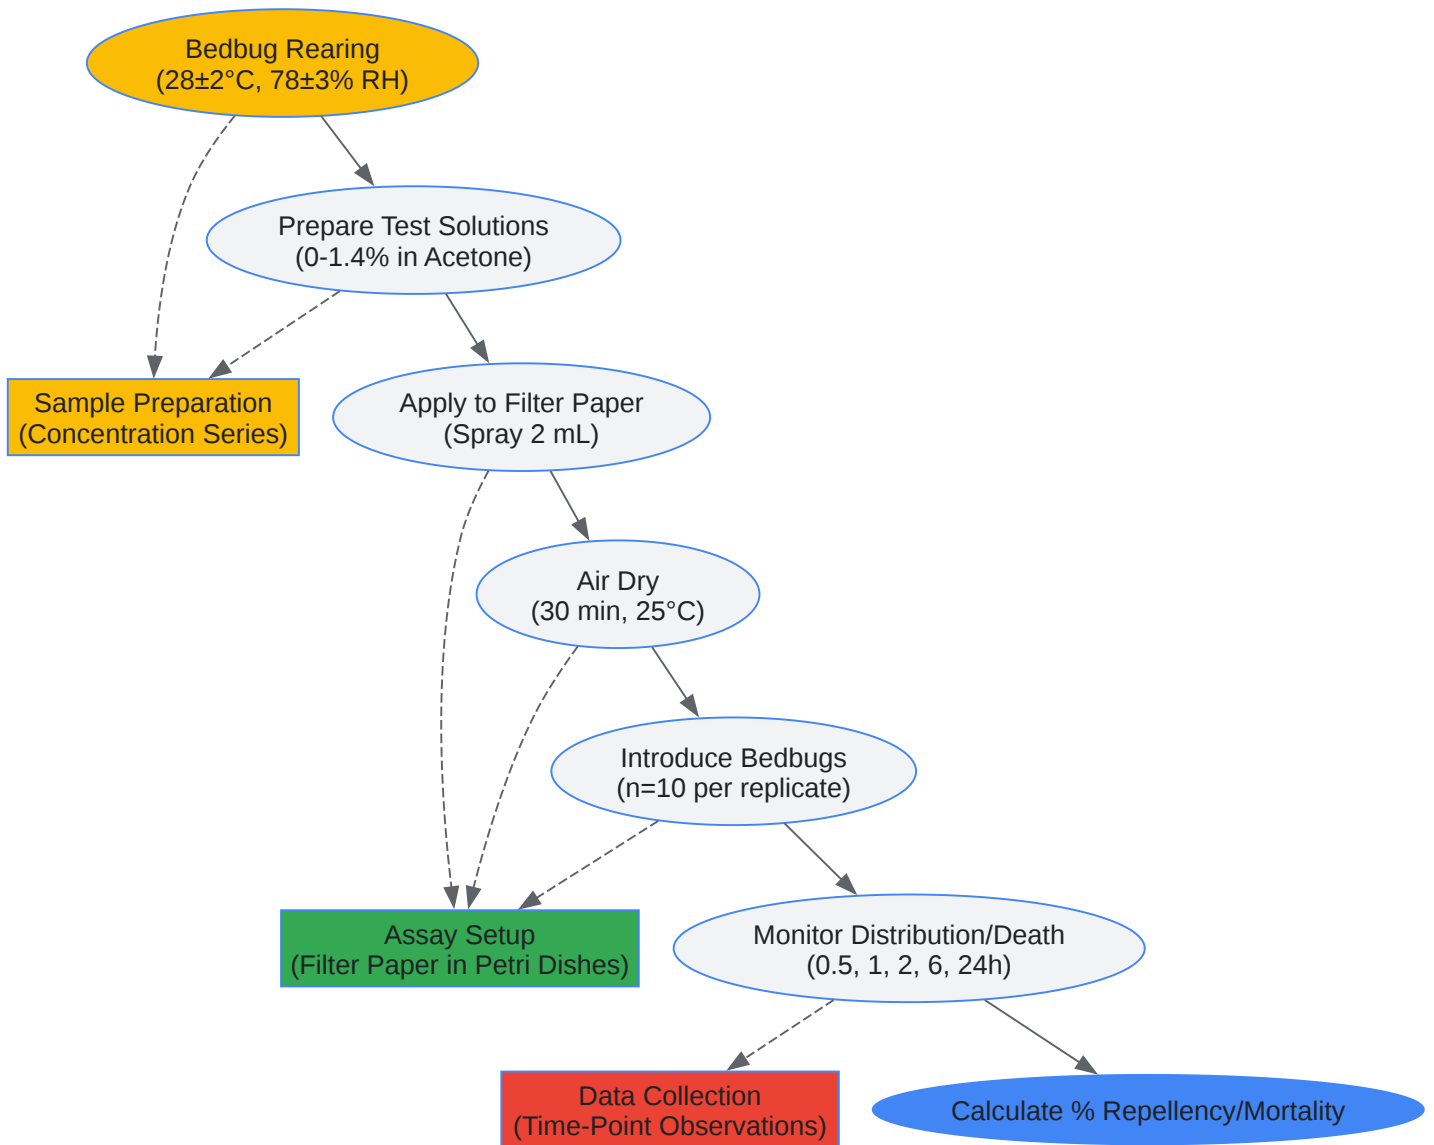 Bedbug Rearing
(28±2°C, 78±3% RH)
Prepare Test Solutions
(0-1.4% in Acetone)
Sample Preparation
(Concentration Series)
Apply to Filter Paper
(Spray 2 mL)
Air Dry
(30 min, 25°C)
Introduce Bedbugs
(n=10 per replicate)
Assay Setup
(Filter Paper in Petri Dishes)
Monitor Distribution/Death
(0.5, 1, 2, 6, 24h)
Data Collection
(Time-Point Observations)
Calculate % Repellency/Mortality